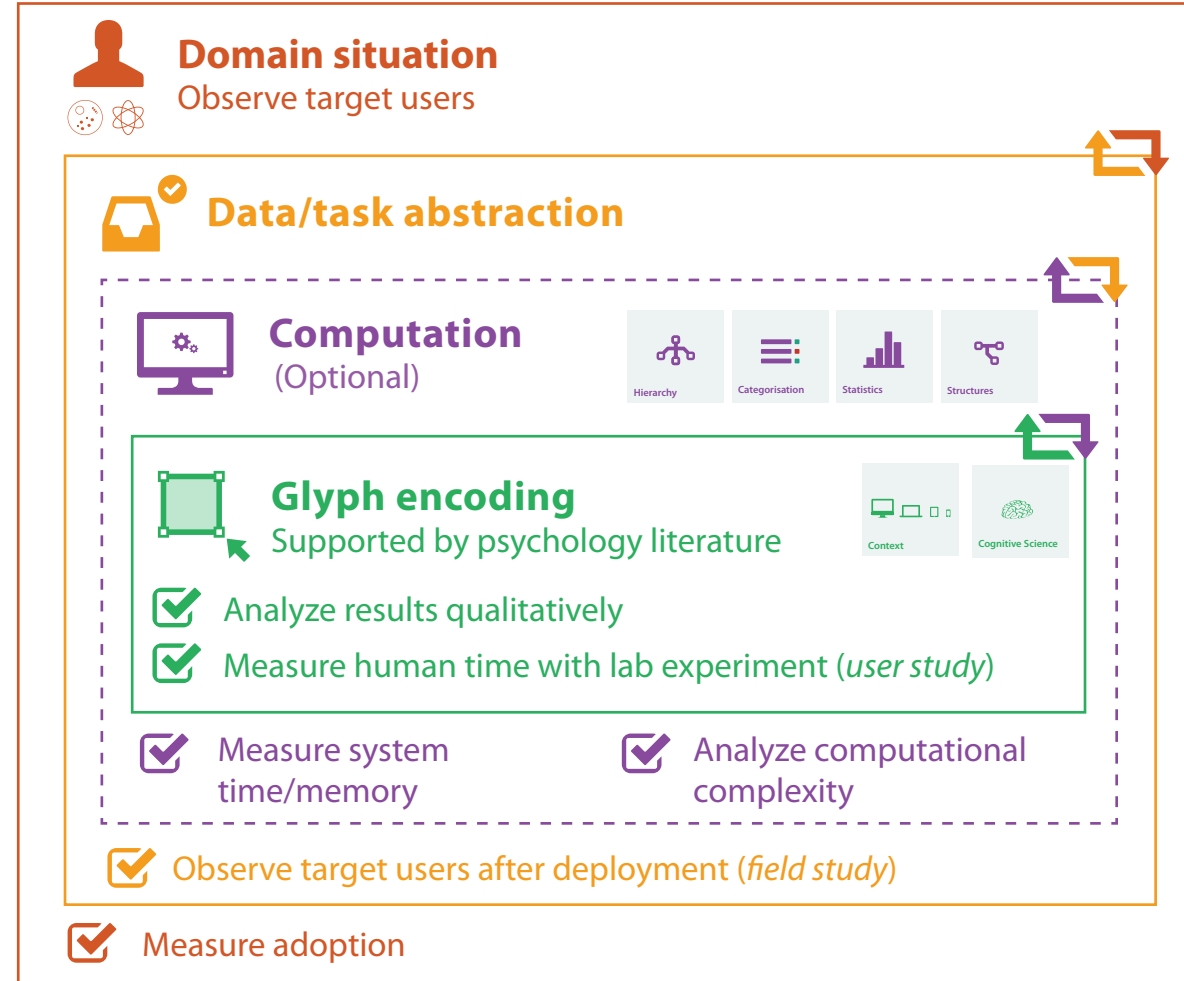 Domain situation
Observe target users
Data/task abstraction
Computation
(Optional)
Hierarchy
Categorisation
Statistics
Structures
Glyph encoding
Supported by psychology literature
Context
Cognitive Science
Analyze results qualitatively
Measure human time with lab experiment (user study)
Measure system
time/memory
Analyze computational
complexity
Observe target users after deployment (field study)
Measure adoption